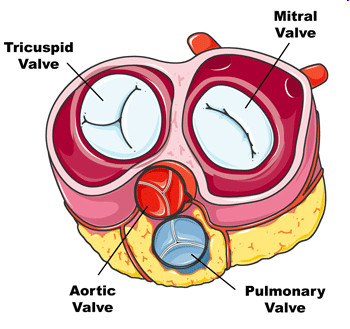 Mitral
Valve
Tricuspid
Valve
Aortic
Valve
Pulmonary
Valve